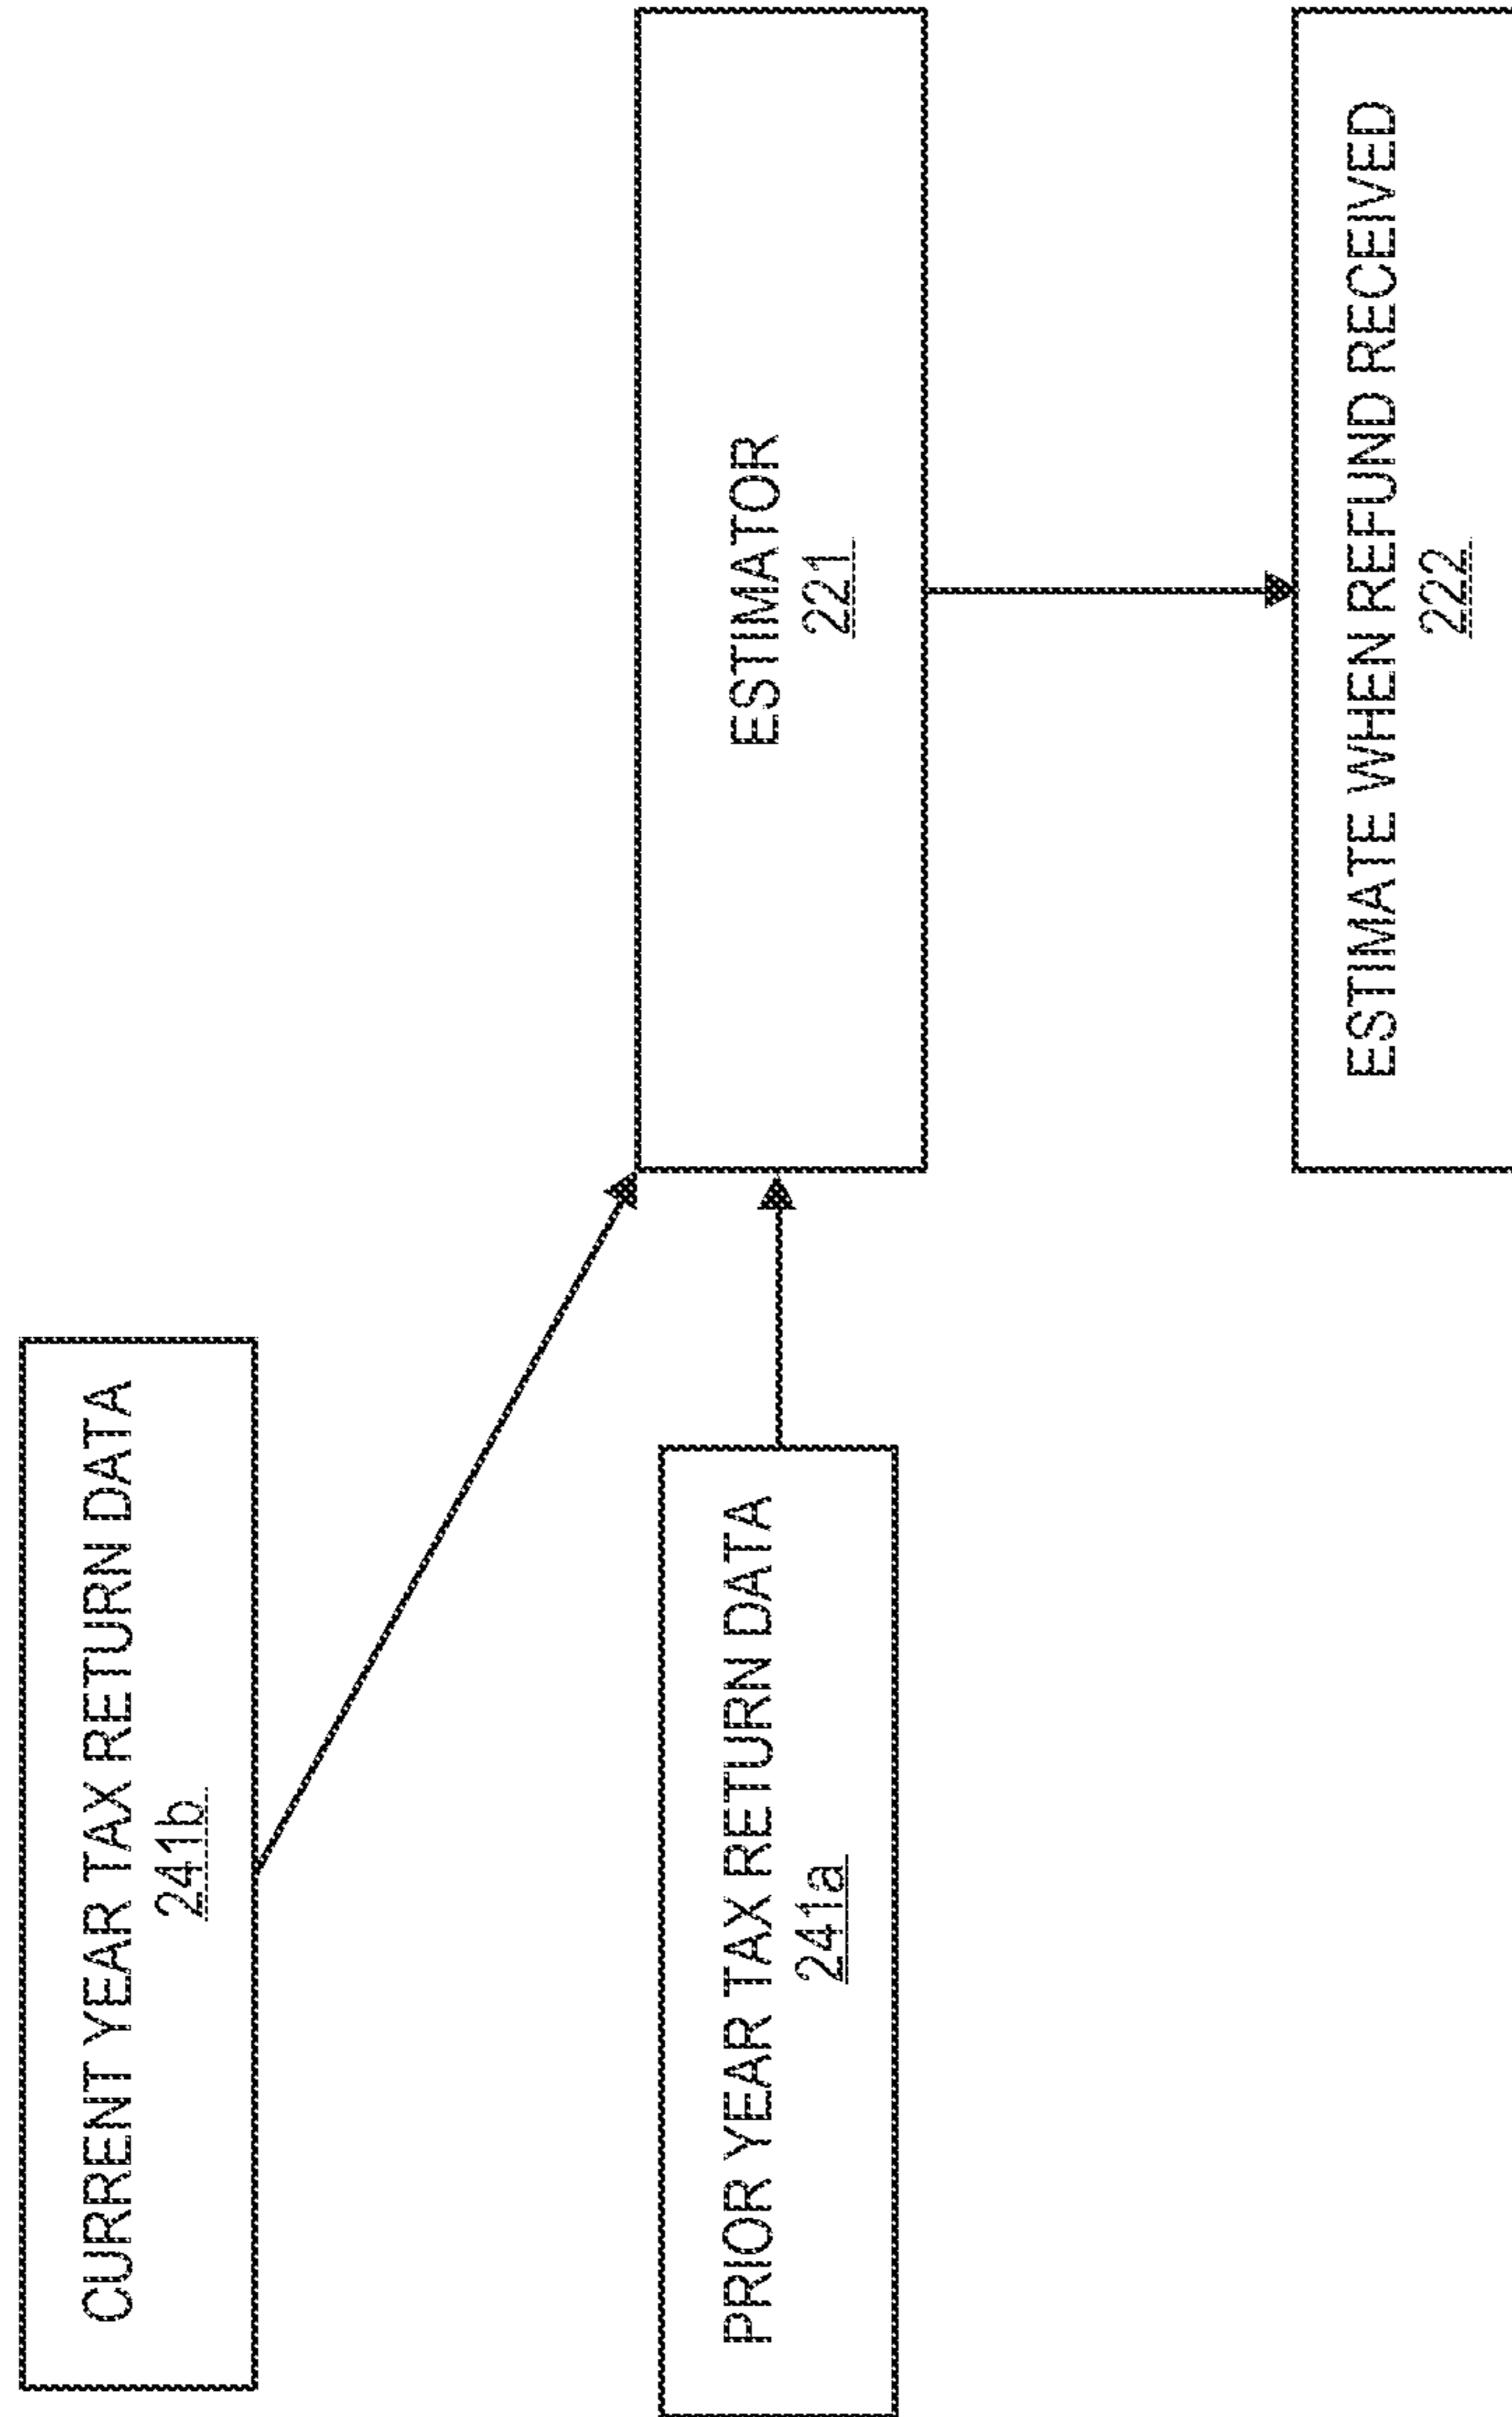 CURRENT YEAR TAX RETURN DATA
241b
PRIOR YEAR TAX RETURN DATA
241a
ESTIMATOR
221
ESTIMATE WHEN REFUND RECEIVED
222